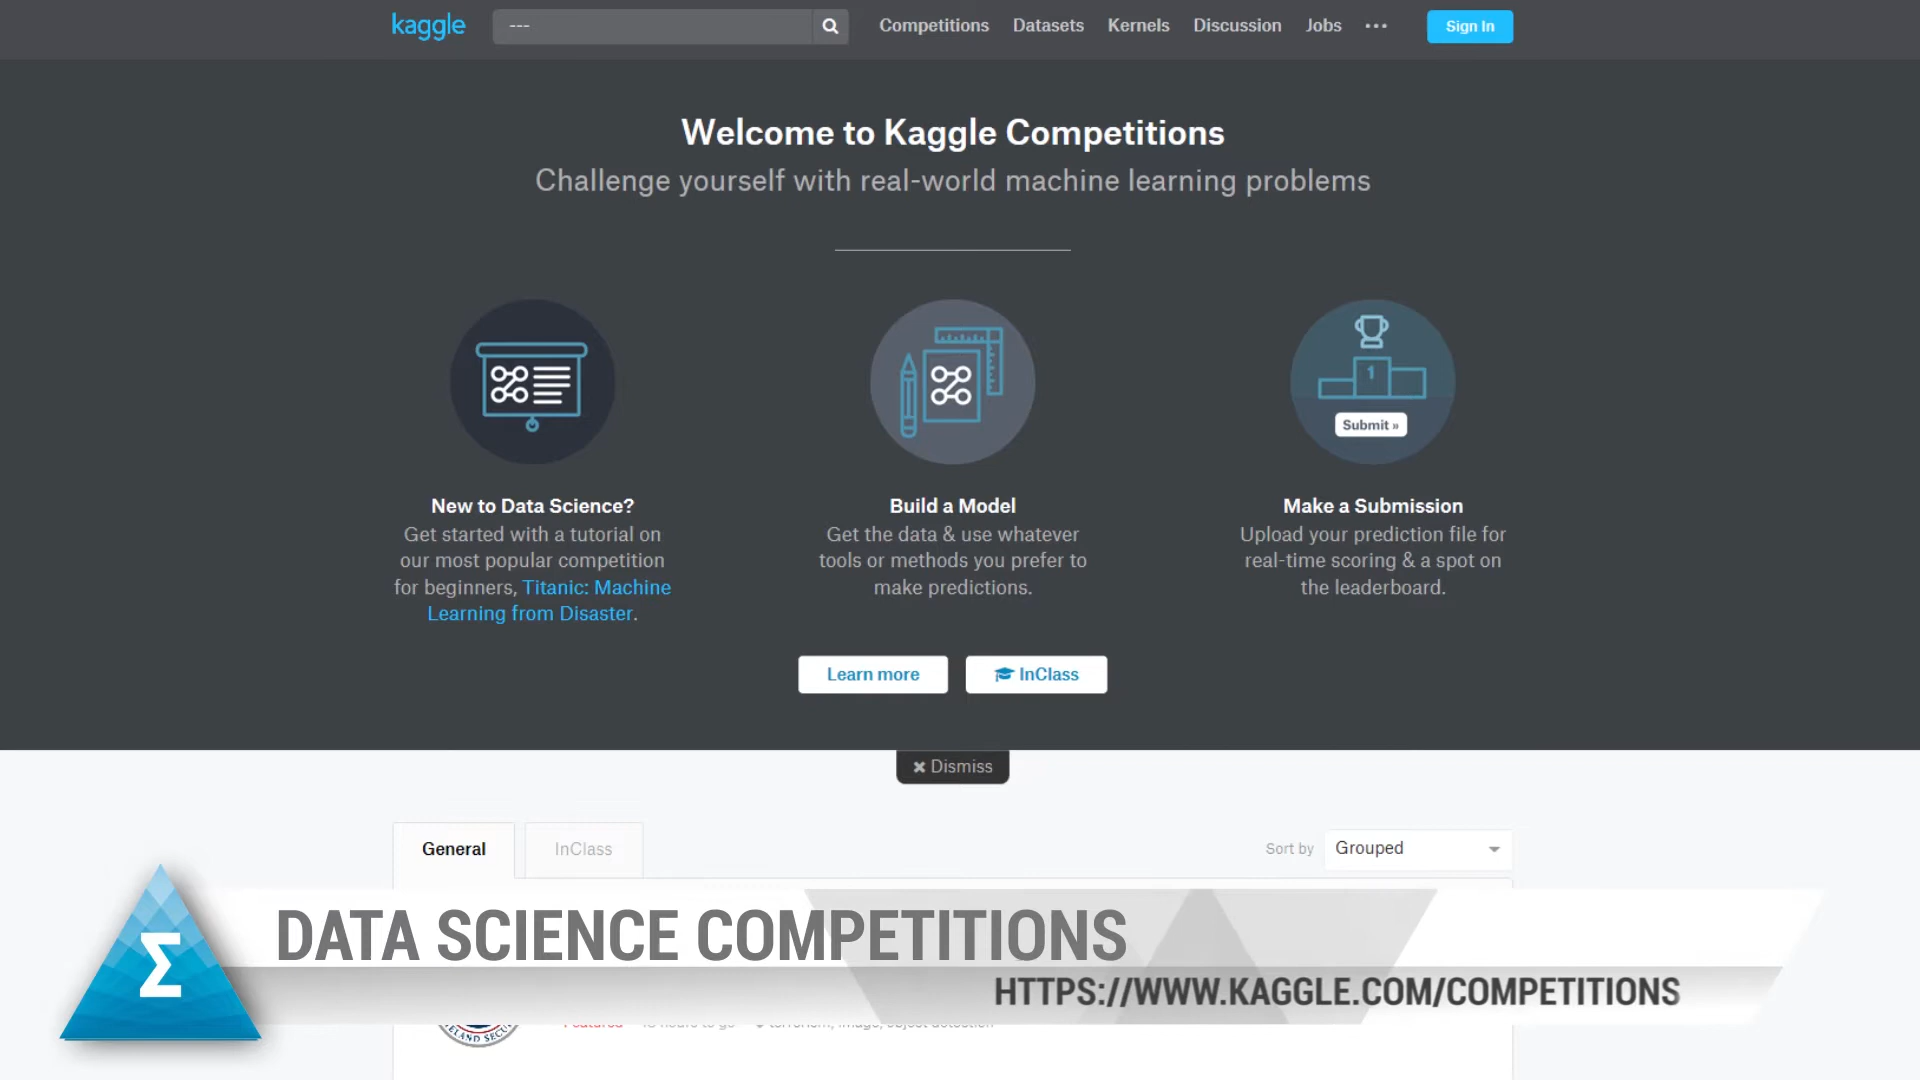 kaggle
---
Competitions Datasets Kernels Discussion Jobs ...
Sign In
Welcome to Kaggle Competitions
Challenge yourself with real-world machine learning problems
1
Submit »
New to Data Science?
Get started with a tutorial on
our most popular competition
for beginners, Titanic: Machine
Learning from Disaster.
Build a Model
Get the data & use whatever
tools or methods you prefer to
make predictions.
Make a Submission
Upload your prediction file for
real-time scoring & a spot on
the leaderboard.
Learn more
InClass
Dismiss
General
InClass
Sort by
Grouped
Σ
DATA SCIENCE COMPETITIONS
HTTPS://WWW.KAGGLE.COM/COMPETITIONS